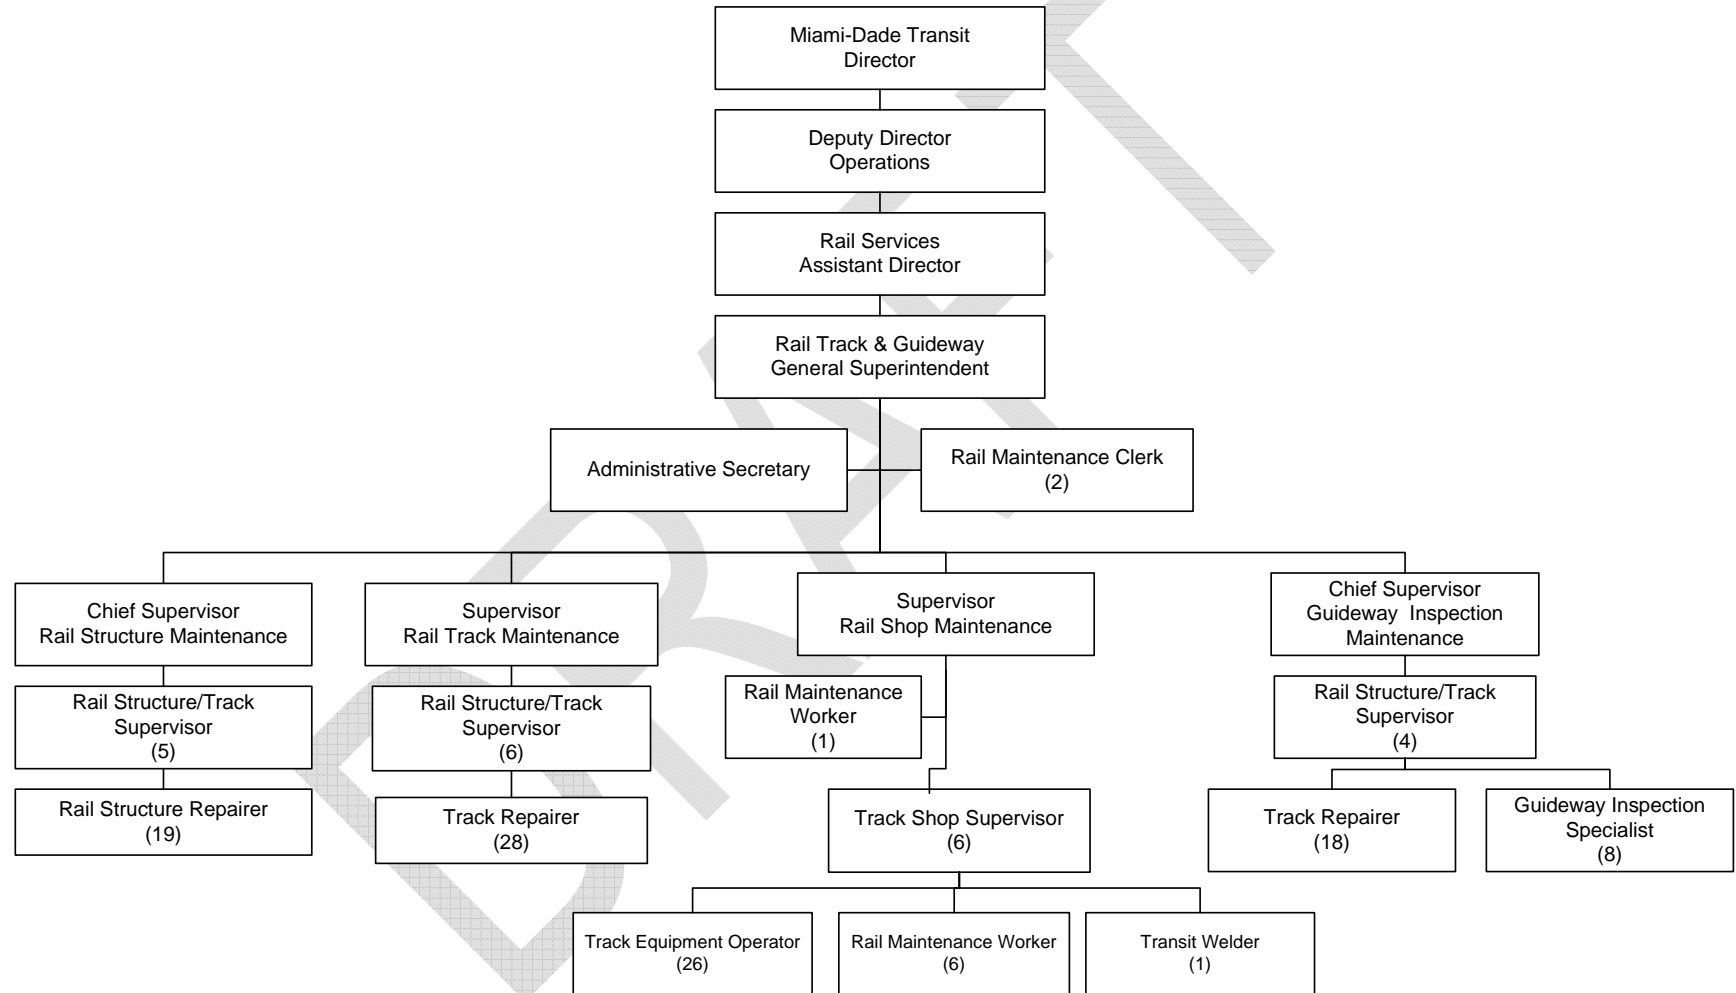 Miami-Dade Transit
Director
Deputy Director
Operations
Rail Services
Assistant Director
Rail Track & Guideway
General Superintendent
Administrative Secretary
Rail Maintenance Clerk
(2)
Chief Supervisor
Rail Structure Maintenance
Supervisor
Rail Track Maintenance
Supervisor
Rail Shop Maintenance
Chief Supervisor
Guideway  Inspection
Maintenance
Rail Structure/Track
Supervisor
(5)
Rail Structure/Track
Supervisor
(6)
Rail Maintenance
Worker
(1)
Rail Structure/Track
Supervisor
(4)
Rail Structure Repairer
(19)
Track Repairer
(28)
Track Shop Supervisor
(6)
Track Repairer
(18)
Guideway Inspection
Specialist
(8)
Track Equipment Operator
(26)
Rail Maintenance Worker
(6)
Transit Welder
(1)
DRAFT